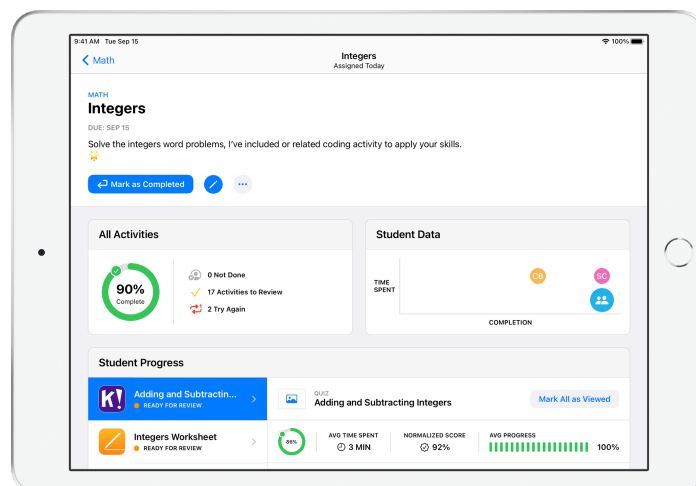 9:41 AM Tue Sep 15
100%
Math
Integers
Assigned Today
MATH
Integers
DUE: SEP 15
Solve the integers word problems, I've included or related coding activity to apply your skills.
Mark as Completed
All Activities
90%
Complete
0 Not Done
17 Activities to Review
2 Try Again
Student Data
TIME
SPENT
CB
SC
COMPLETION
Student Progress
K!
Adding and Subtractin...
READY FOR REVIEW
QUIZ
Adding and Subtracting Integers
Mark All as Viewed
Integers Worksheet
READY FOR REVIEW
86%
AVG TIME SPENT
3 MIN
NORMALIZED SCORE
92%
AVG PROGRESS
100%